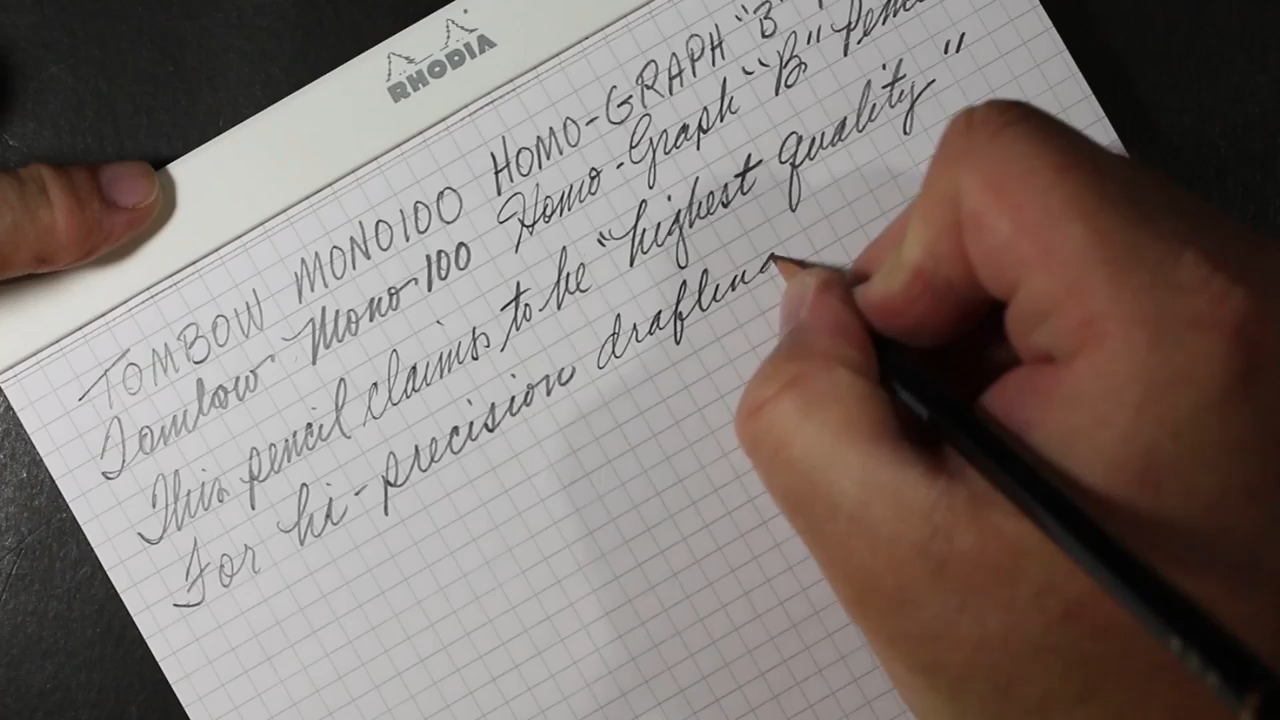 RHODIA
TOMBOW MONO100 HOMO-GRAPH "B"
Tombow Mono 100 Homo-Graph "B"
This pencil claims to be "highest quality"
For hi-precision